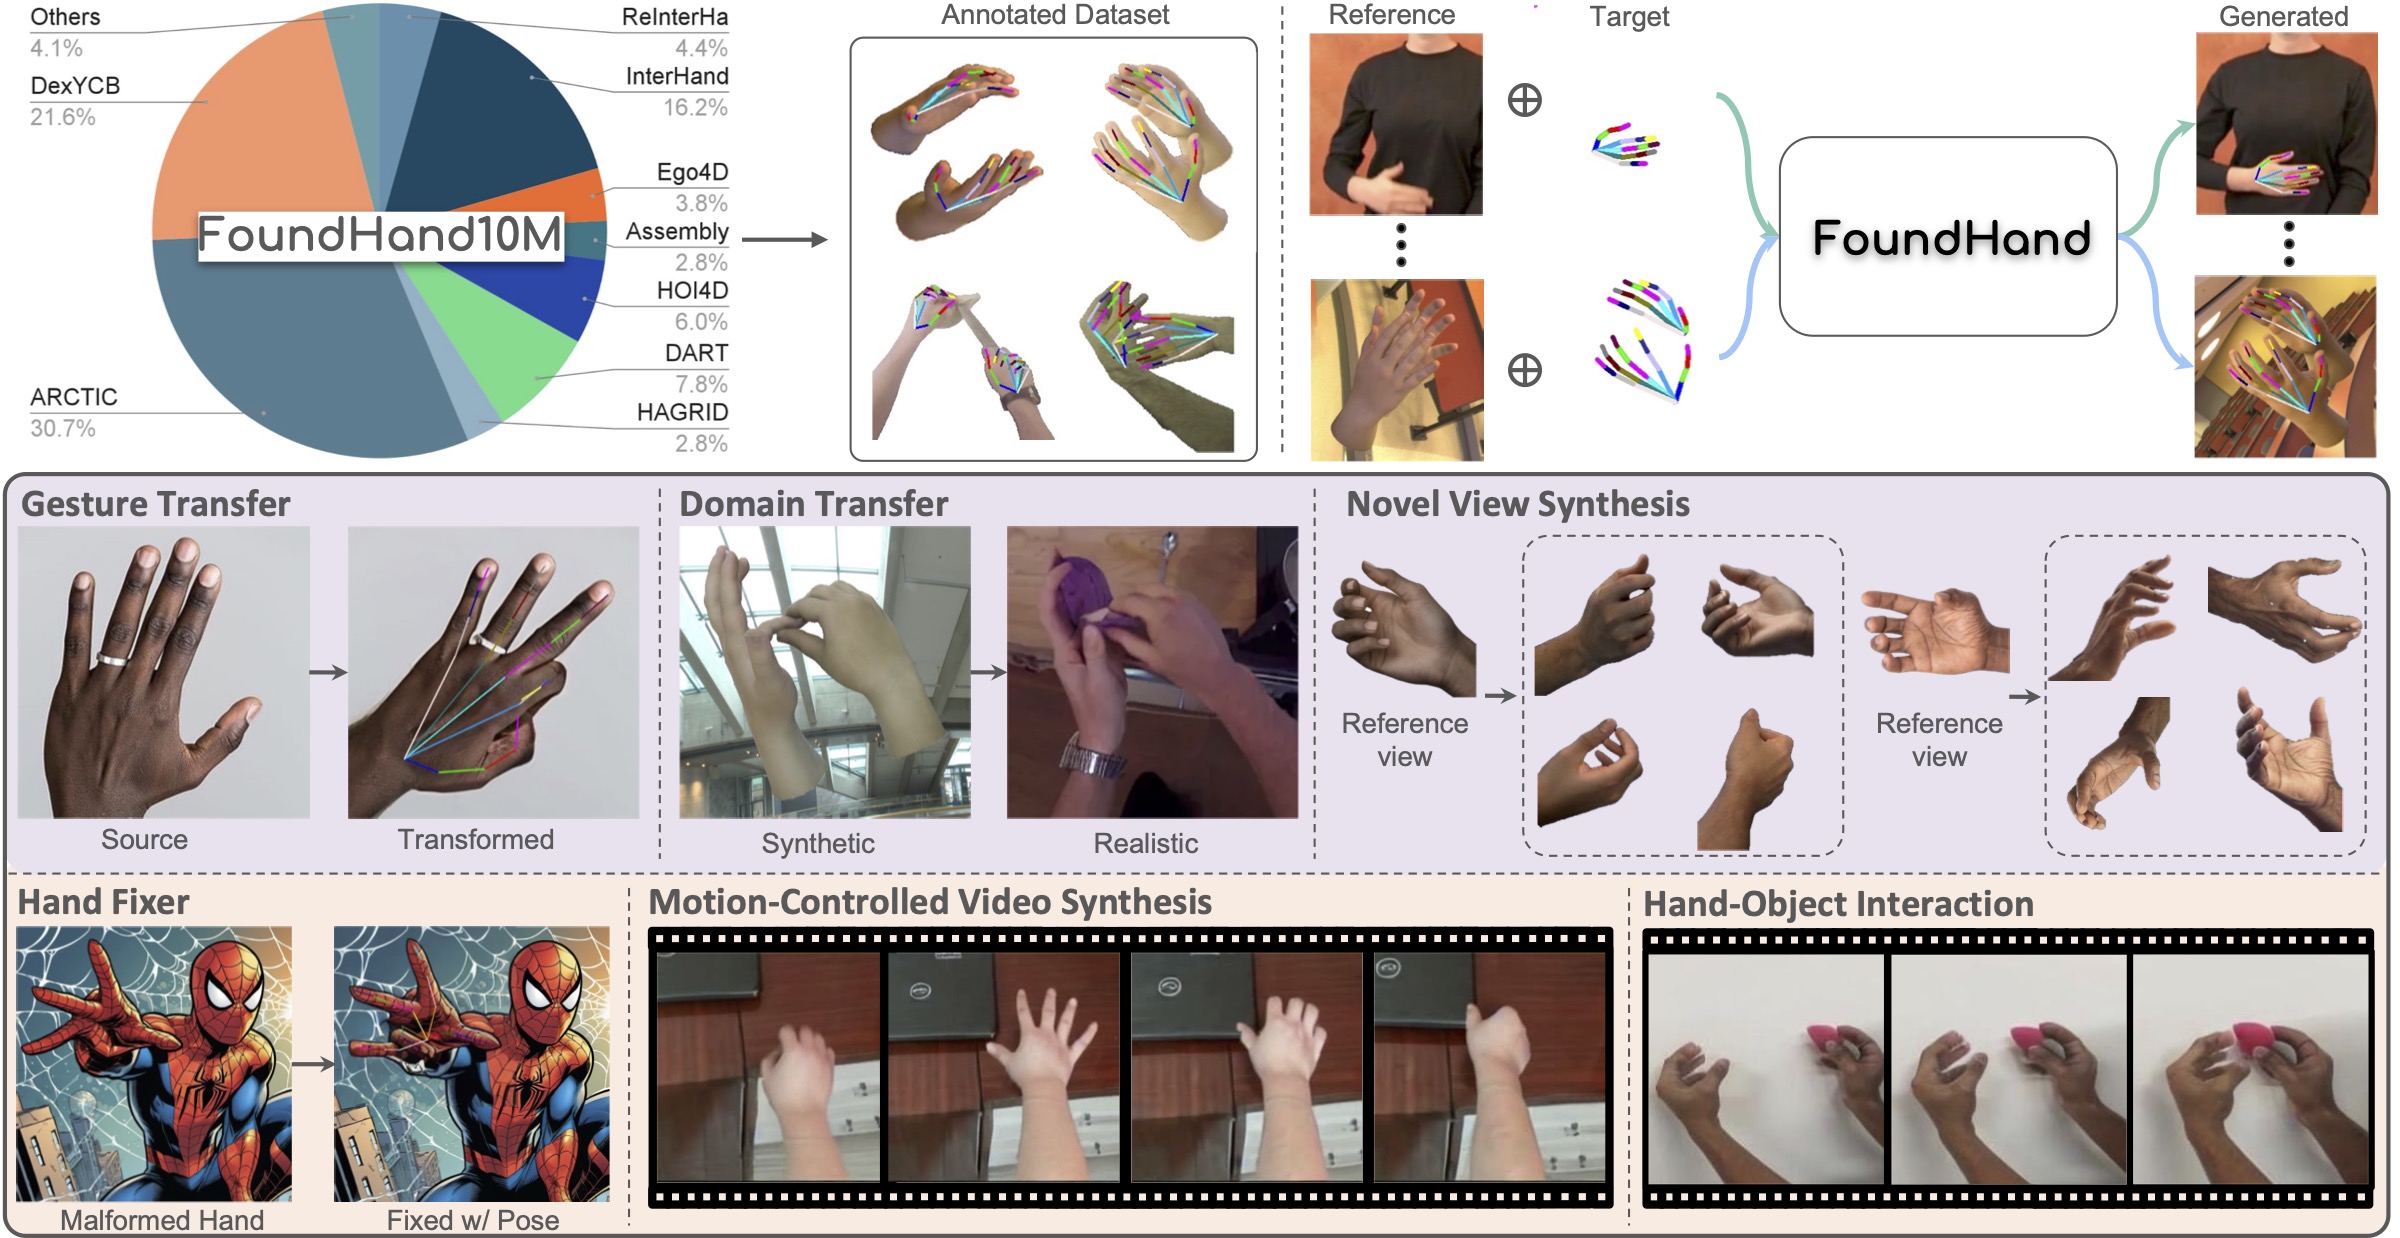 Others
4.1%
DexYCB
21.6%
ARCTIC
30.7%
ReInterHa
4.4%
InterHand
16.2%
Ego4D
3.8%
Assembly
2.8%
HOI4D
6.0%
DART
7.8%
HAGRID
2.8%
FoundHand10M
Annotated Dataset
Reference
Target
Generated
FoundHand
Gesture Transfer
Source
Transformed
Domain Transfer
Synthetic
Realistic
Novel View Synthesis
Reference
view
Reference
view
Hand Fixer
Malformed Hand
Fixed w/ Pose
Motion-Controlled Video Synthesis
Hand-Object Interaction